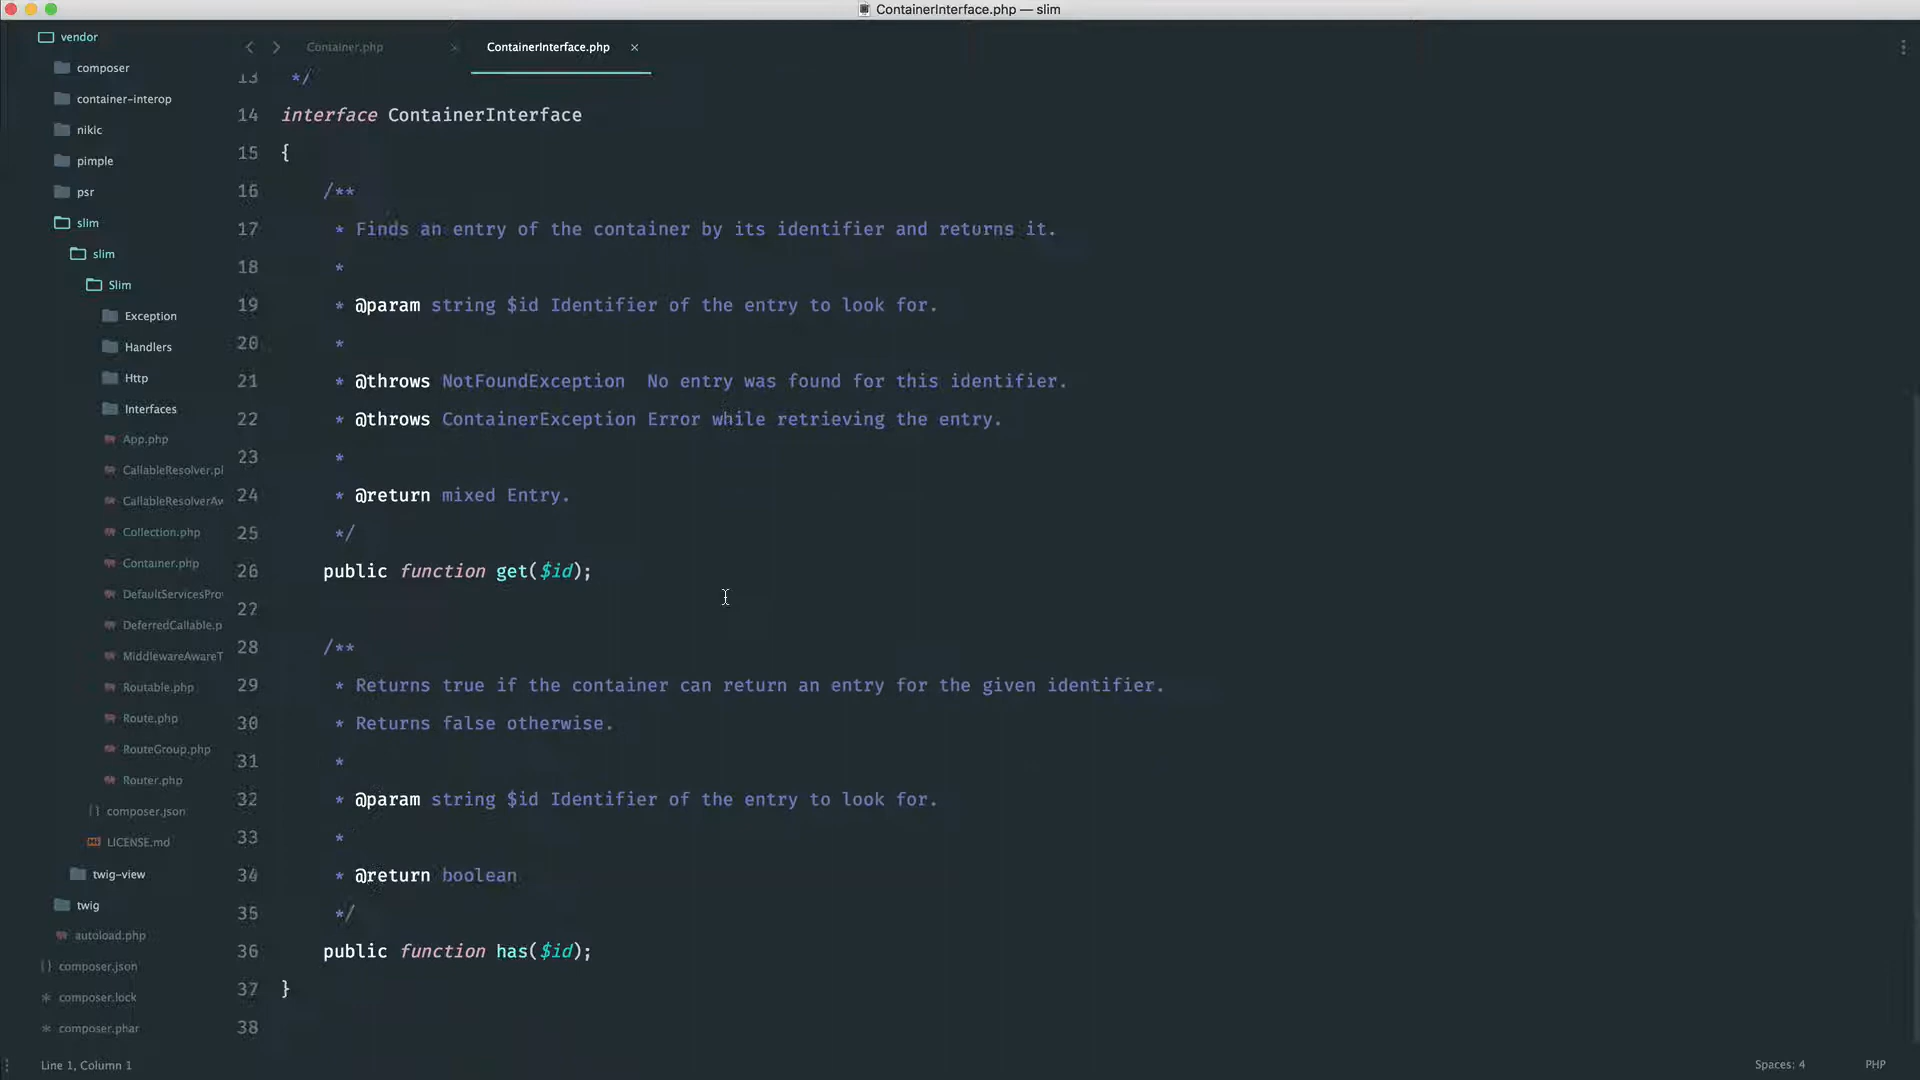 ContainerInterface.php — slim
vendor
composer
container-interop
nikic
pimple
psr
slim
slim
Slim
Exception
Handlers
Http
Interfaces
App.php
CallableResolver.pl
CallableResolverAw
Collection.php
Container.php
DefaultServicesPro
DeferredCallable.p
MiddlewareAwareT
Routable.php
Route.php
RouteGroup.php
Router.php
{} composer.json
LICENSE.md
twig-view
twig
autoload.php
{} composer.json
* composer.lock
* composer.phar
Container.php ×
ContainerInterface.php ×
13 */
14 interface ContainerInterface
15 {
16 /**
17 * Finds an entry of the container by its identifier and returns it.
18 *
19 * @param string $id Identifier of the entry to look for.
20 *
21 * @throws NotFoundException  No entry was found for this identifier.
22 * @throws ContainerException Error while retrieving the entry.
23 *
24 * @return mixed Entry.
25 */
26 public function get($id);
27
28 /**
29 * Returns true if the container can return an entry for the given identifier.
30 * Returns false otherwise.
31 *
32 * @param string $id Identifier of the entry to look for.
33 *
34 * @return boolean
35 */
36 public function has($id);
37 }
38
Line 1, Column 1
Spaces: 4
PHP